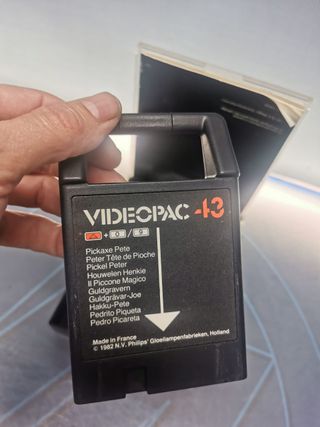 VIDEOPAC 43
+ /
Pickaxe Pete
Peter Tête de Pioche
Pickel Peter
Houwelen Henkie
Il Piccone Magico
Guldgravern
Guldgrävar-Joe
Hakku-Pete
Pedrito Piqueta
Pedro Picareta
Made in France
© 1982 N.V. Philips' Gloeilampenfabrieken, Holland